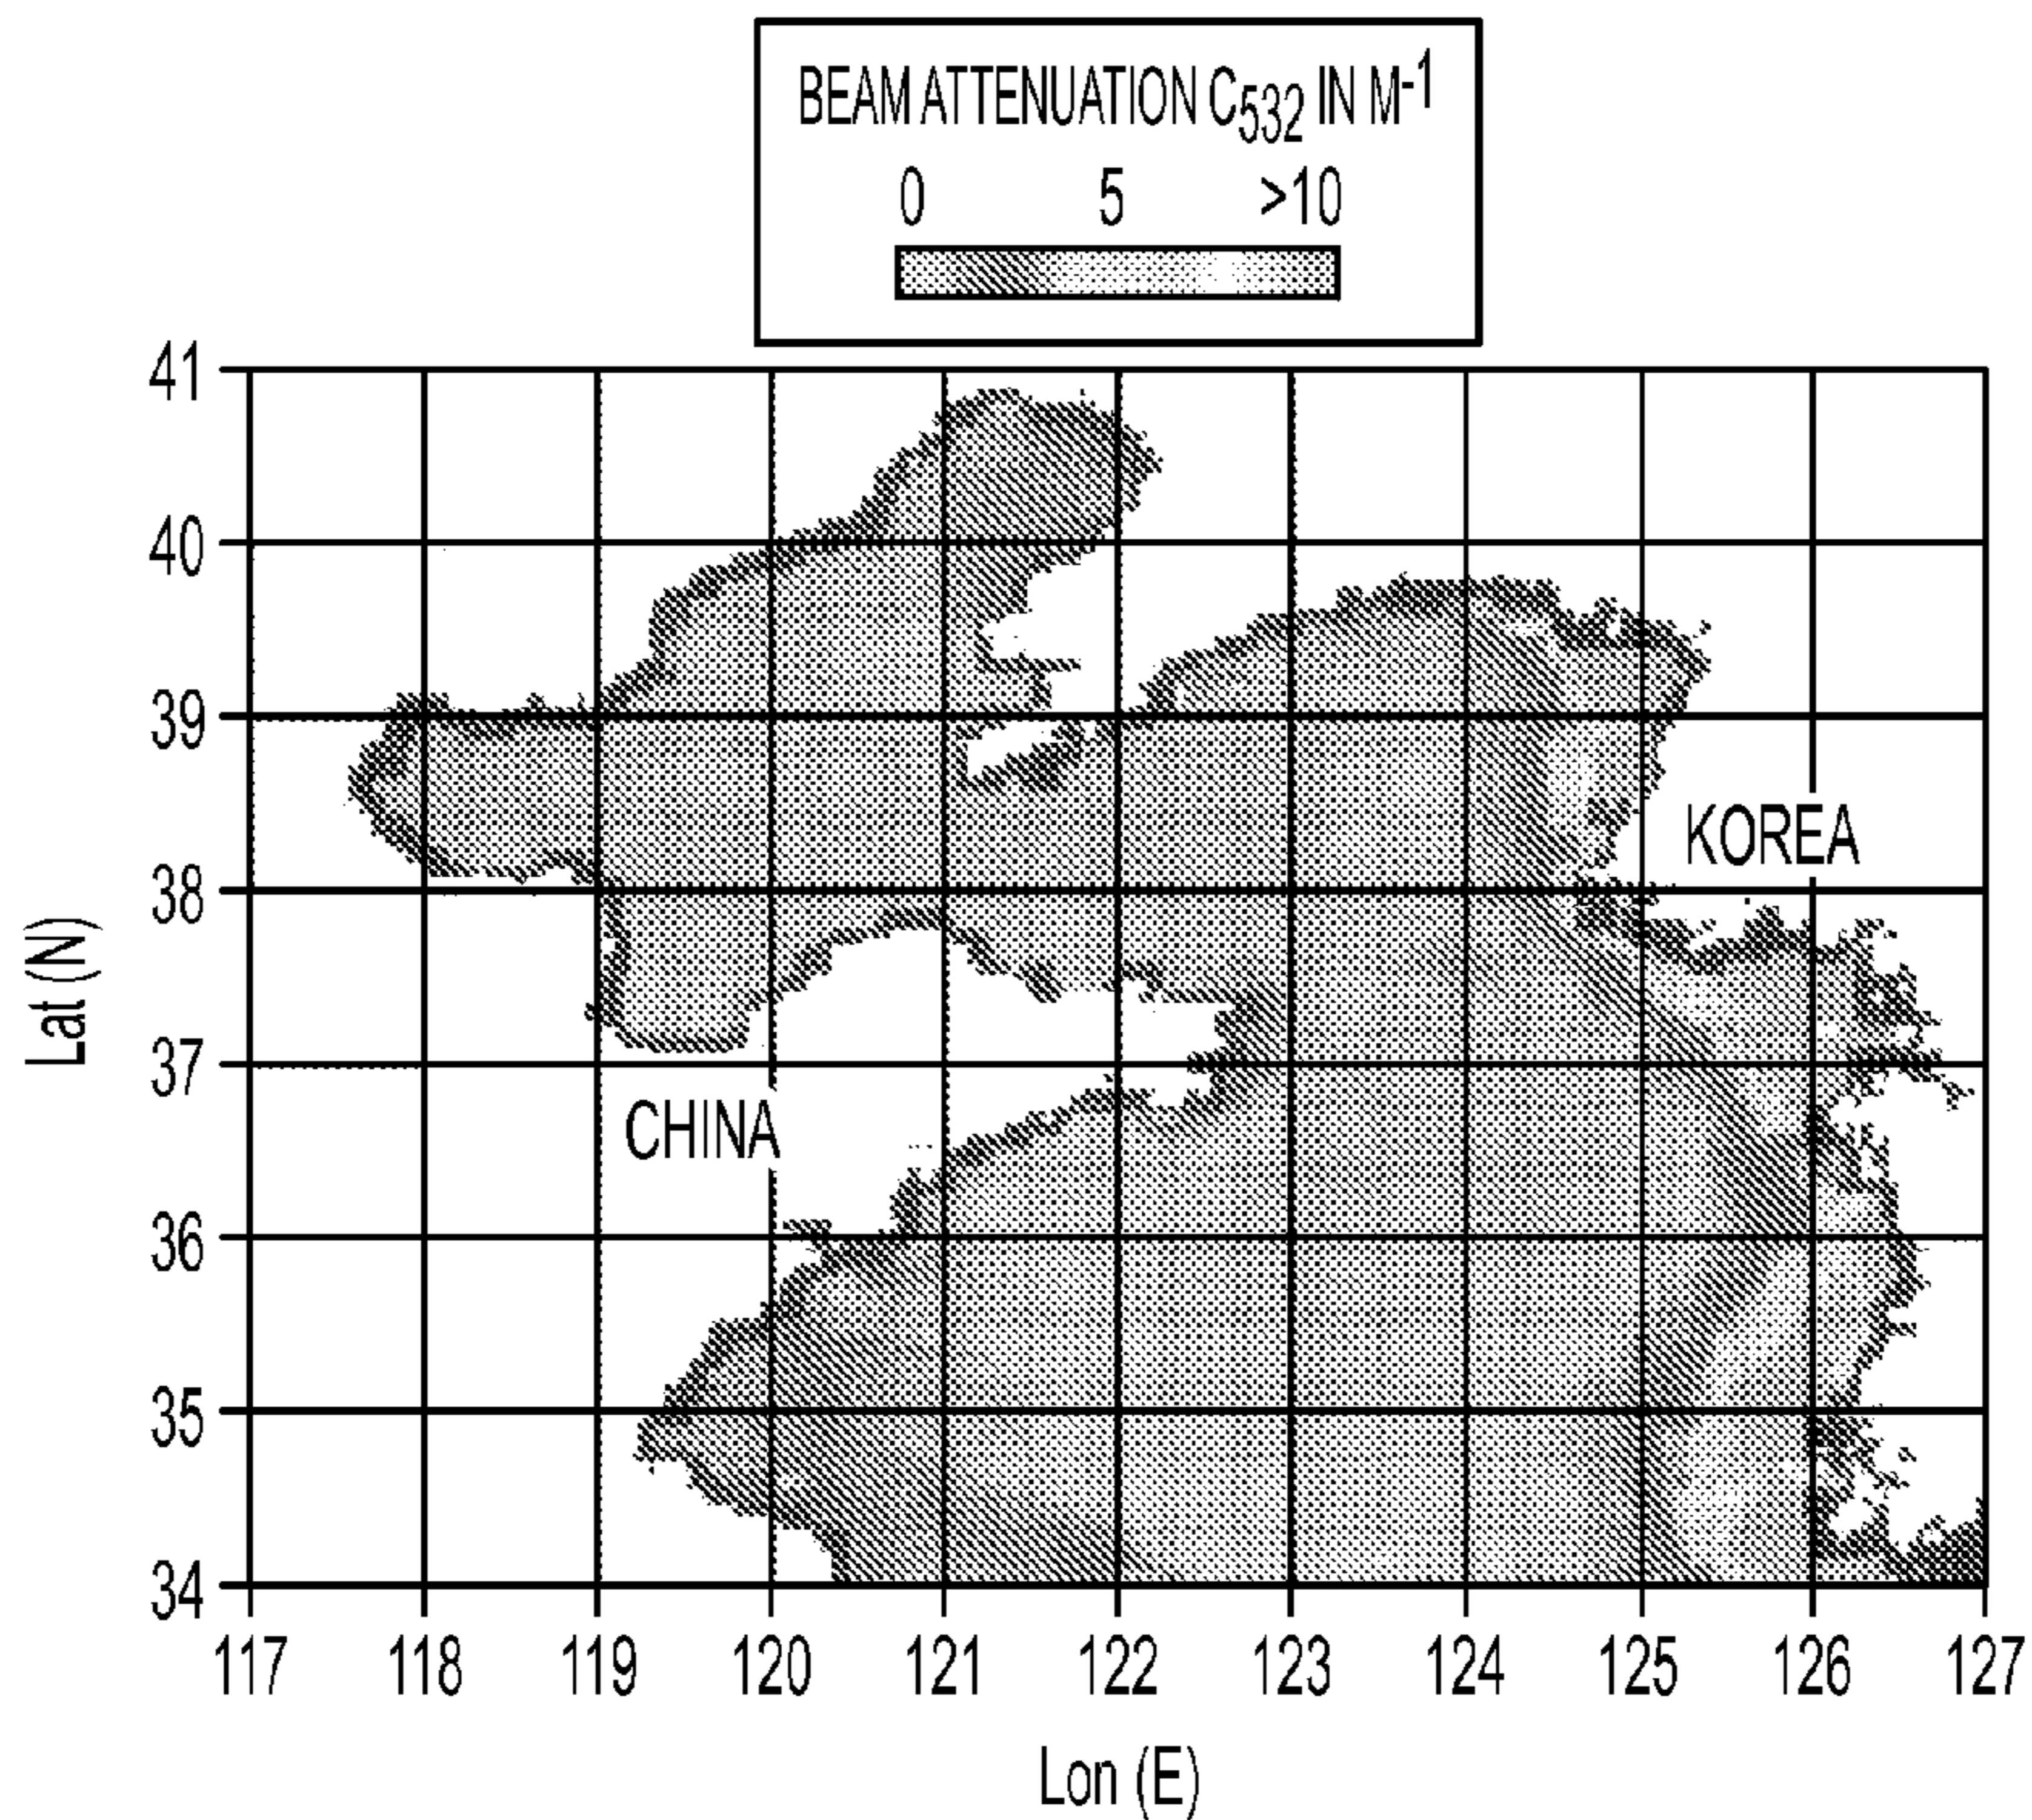 BEAM ATTENUATION C532 IN M-1
0 5 >10
41
40
39
KOREA
38
Lat (N)
37
CHINA
36
35
34
117 118 119 120 121 122 123 124 125 126 127
Lon (E)